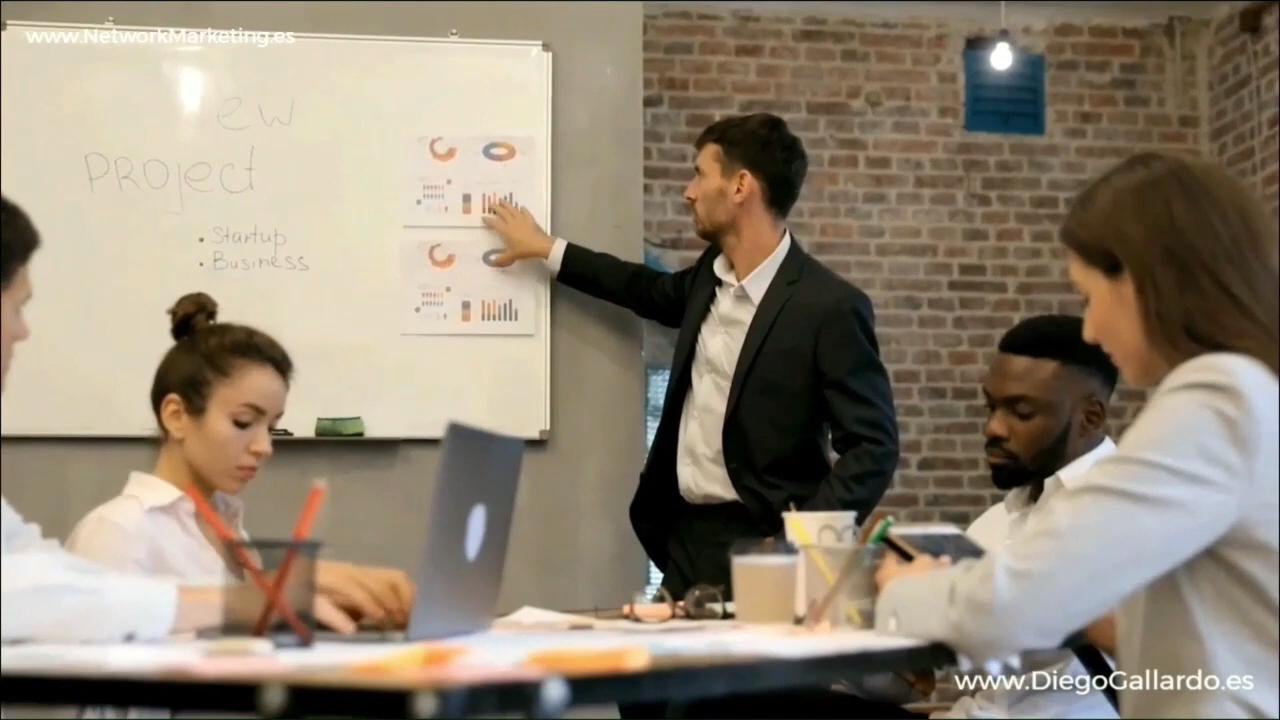 www.NetworkMarketing.es
ew
PROject
• Startup
• Business
www.DiegoGallardo.es